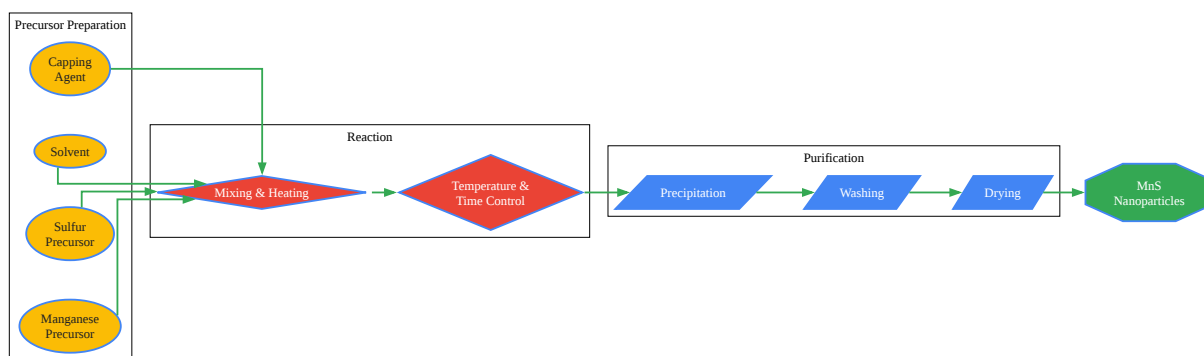 Precursor Preparation
Capping
Agent
Solvent
Sulfur
Precursor
Manganese
Precursor
Reaction
Mixing & Heating
Temperature &
Time Control
Purification
Precipitation
Washing
Drying
MnS
Nanoparticles